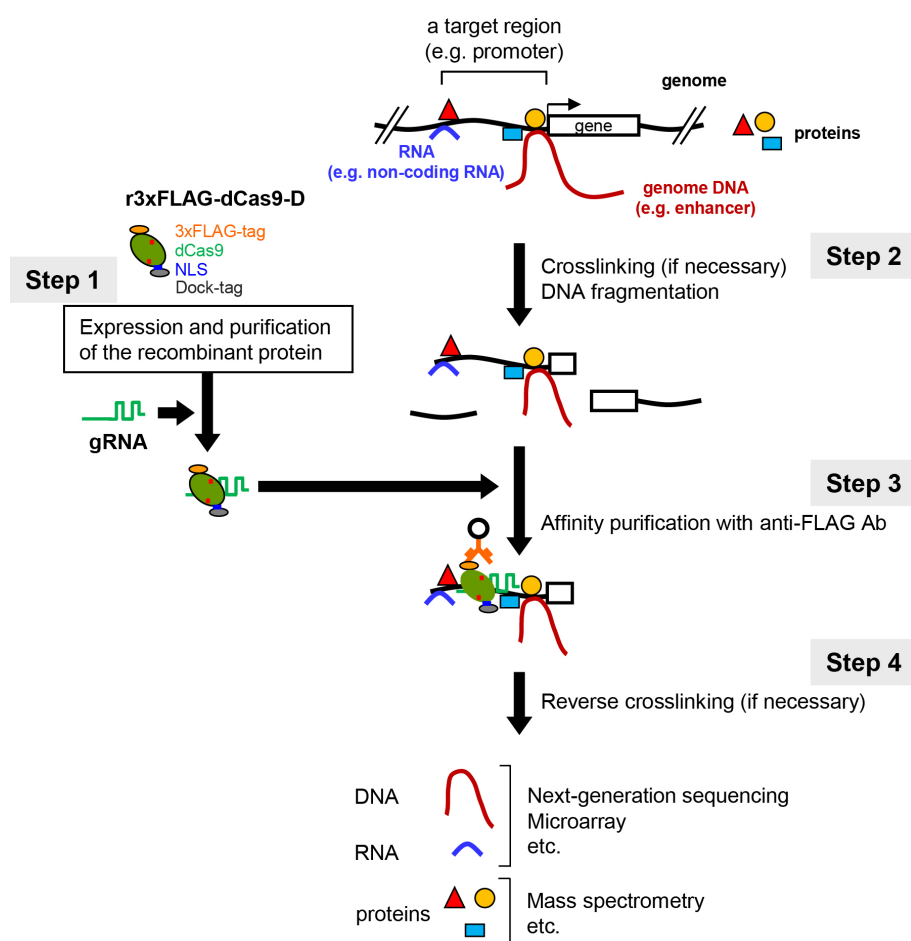 a target region
(e.g. promoter)
genome
gene
proteins
RNA
(e.g. non-coding RNA)
genome DNA
(e.g. enhancer)
r3xFLAG-dCas9-D
3xFLAG-tag
dCas9
NLS
Dock-tag
Step 1
Expression and purification
of the recombinant protein
gRNA
Step 2
Crosslinking (if necessary)
DNA fragmentation
Step 3
Affinity purification with anti-FLAG Ab
Step 4
Reverse crosslinking (if necessary)
DNA
RNA
Next-generation sequencing
Microarray
etc.
proteins
Mass spectrometry
etc.